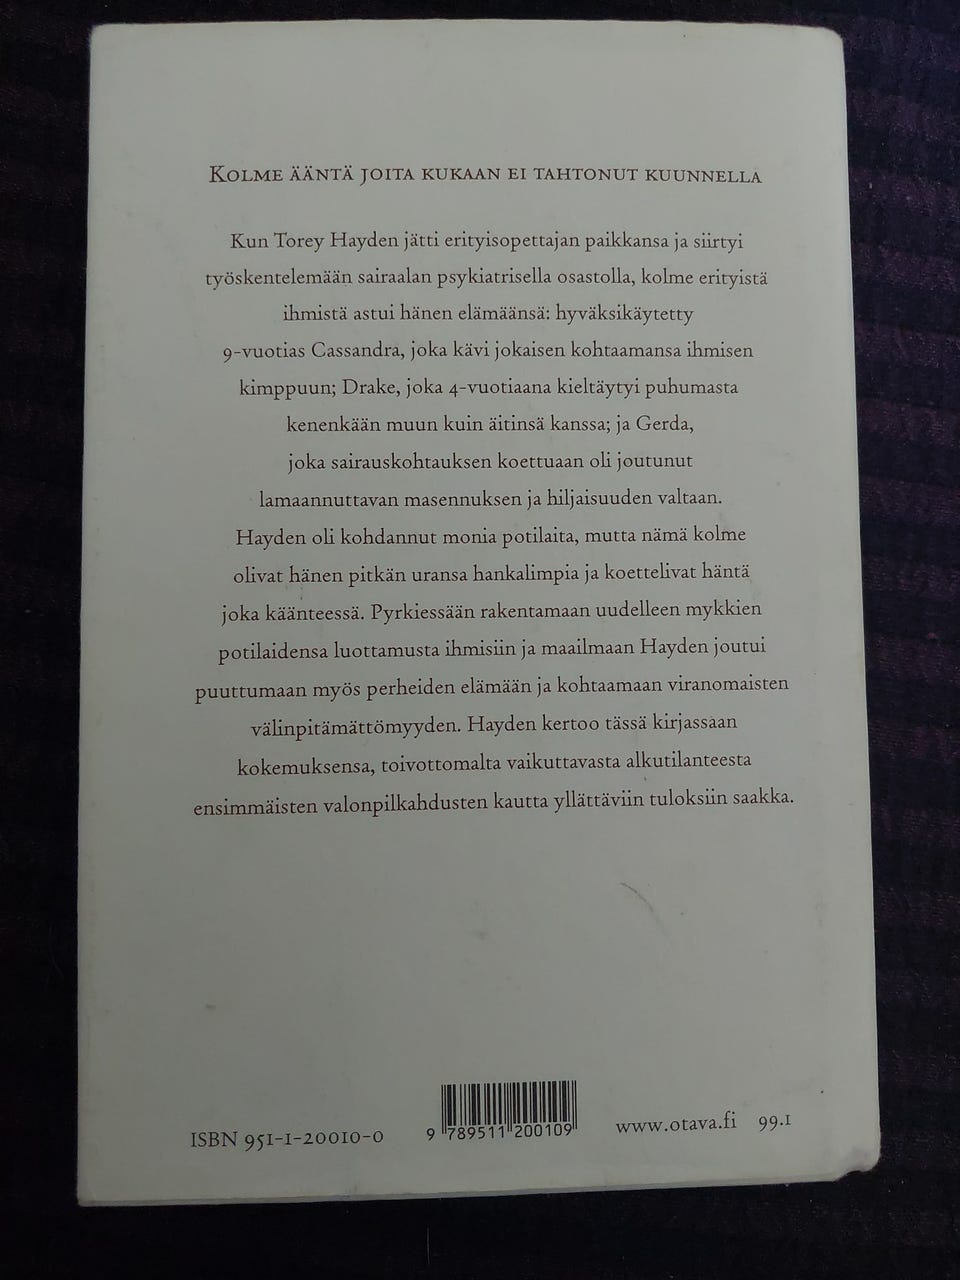 Kolme ääntä joita kukaan ei tahtonut kuunnella
Kun Torey Hayden jätti erityisopettajan paikkansa ja siirtyi
työskentelemään sairaalan psykiatrisella osastolla, kolme erityistä
ihmistä astui hänen elämäänsä: hyväksikäytetty
9-vuotias Cassandra, joka kävi jokaisen kohtaamansa ihmisen
kimppuun; Drake, joka 4-vuotiaana kieltäytyi puhumasta
kenenkään muun kuin äitinsä kanssa; ja Gerda,
joka sairauskohtauksen koettuaan oli joutunut
lamaannuttavan masennuksen ja hiljaisuuden valtaan.
Hayden oli kohdannut monia potilaita, mutta nämä kolme
olivat hänen pitkän uransa hankalimpia ja koettelivat häntä
joka käänteessä. Pyrkiessään rakentamaan uudelleen mykkien
potilaidensa luottamusta ihmisiin ja maailmaan Hayden joutui
puuttumaan myös perheiden elämään ja kohtaamaan viranomaisten
välinpitämättömyyden. Hayden kertoo tässä kirjassaan
kokemuksensa, toivottomalta vaikuttavasta alkutilanteesta
ensimmäisten valonpilkahdusten kautta yllättäviin tuloksiin saakka.
ISBN 951-1-20010-0
9 789511 200109
www.otava.fi 99.1